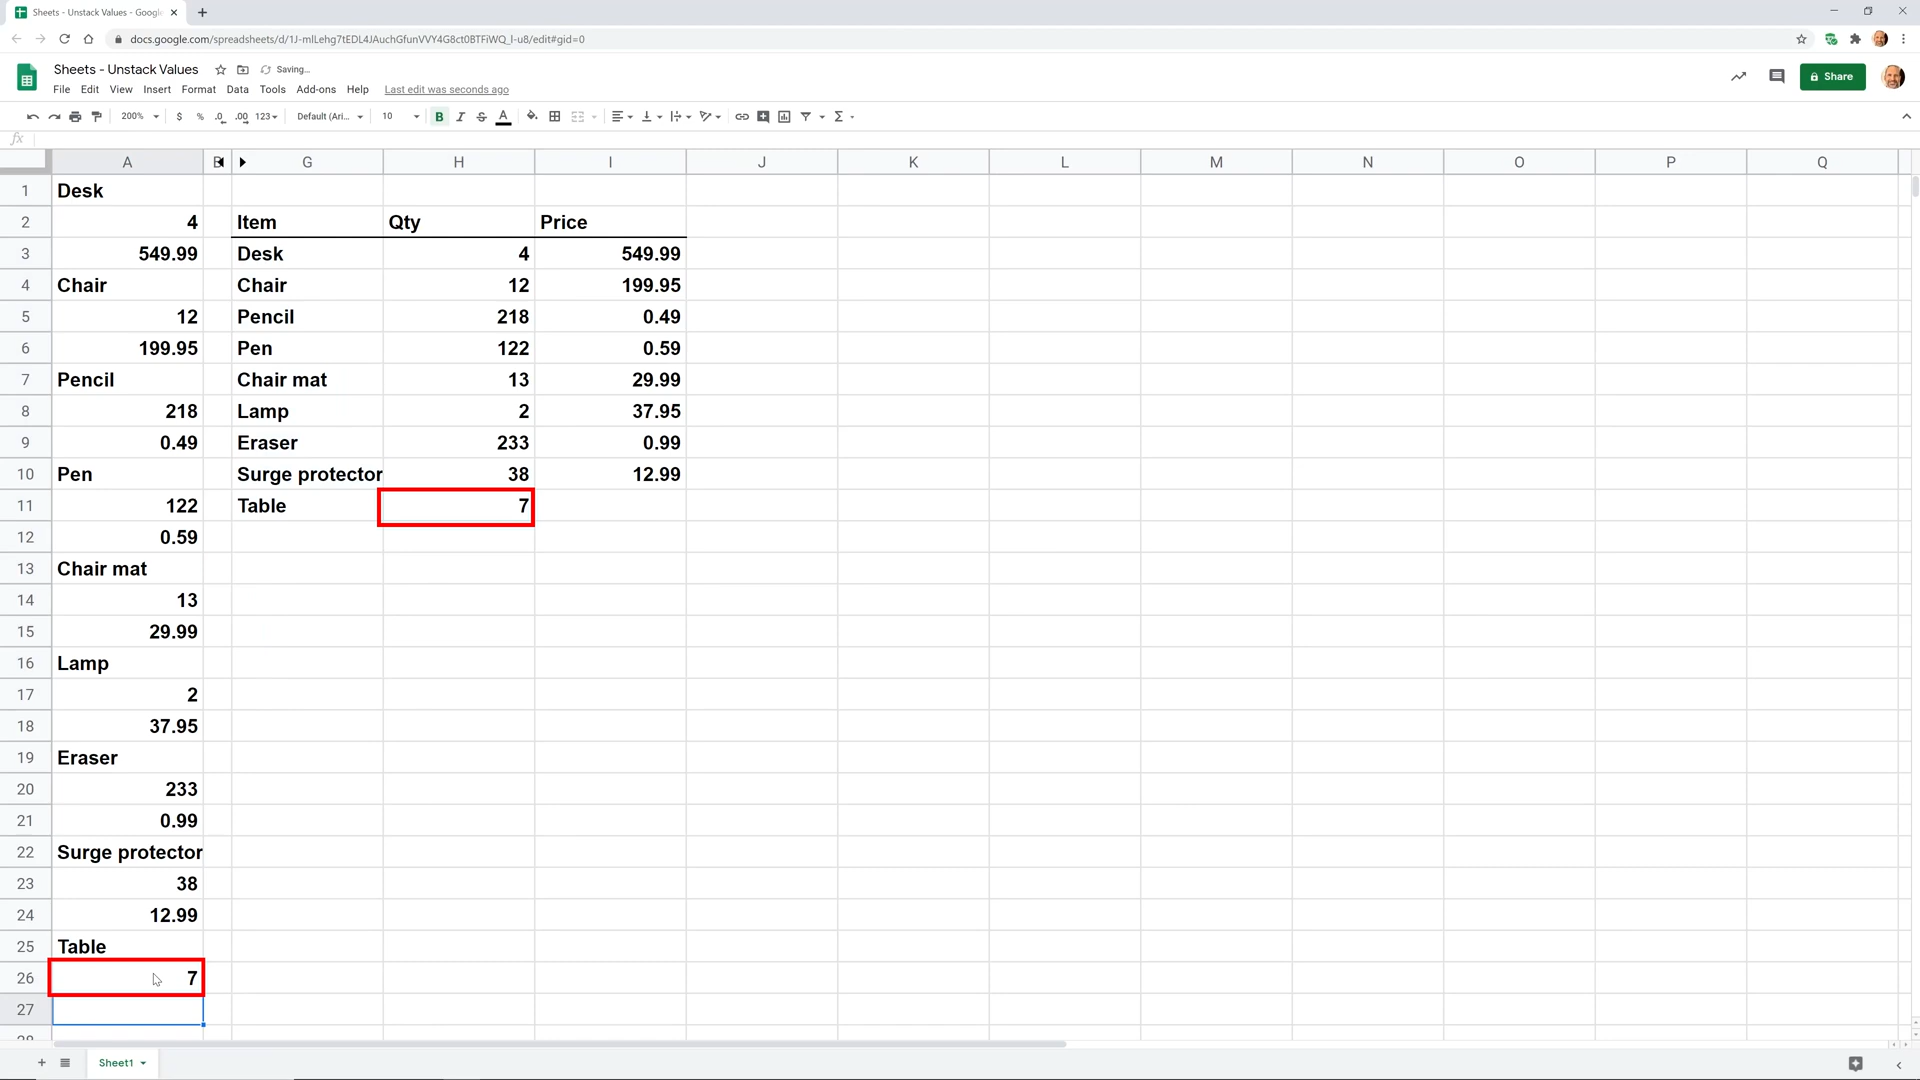 Sheets - Unstack Values - Google
docs.google.com/spreadsheets/d/1J-mlLehg7tEDL4JAuchGfunVVY4G8ct0BTFiWQ_l-u8/edit#gid=0
Sheets - Unstack Values Saving...
Share
File Edit View Insert Format Data Tools Add-ons Help Last edit was seconds ago
200% $ % .0 .00 123 Default (Ari... 10 B I S A Σ
fx
A B G H I J K L M N O P Q
1 Desk
2 4 Item Qty Price
3 549.99 Desk 4 549.99
4 Chair Chair 12 199.95
5 12 Pencil 218 0.49
6 199.95 Pen 122 0.59
7 Pencil Chair mat 13 29.99
8 218 Lamp 2 37.95
9 0.49 Eraser 233 0.99
10 Pen Surge protector 38 12.99
11 122 Table 7
12 0.59
13 Chair mat
14 13
15 29.99
16 Lamp
17 2
18 37.95
19 Eraser
20 233
21 0.99
22 Surge protector
23 38
24 12.99
25 Table
26 7
27
28
Sheet1